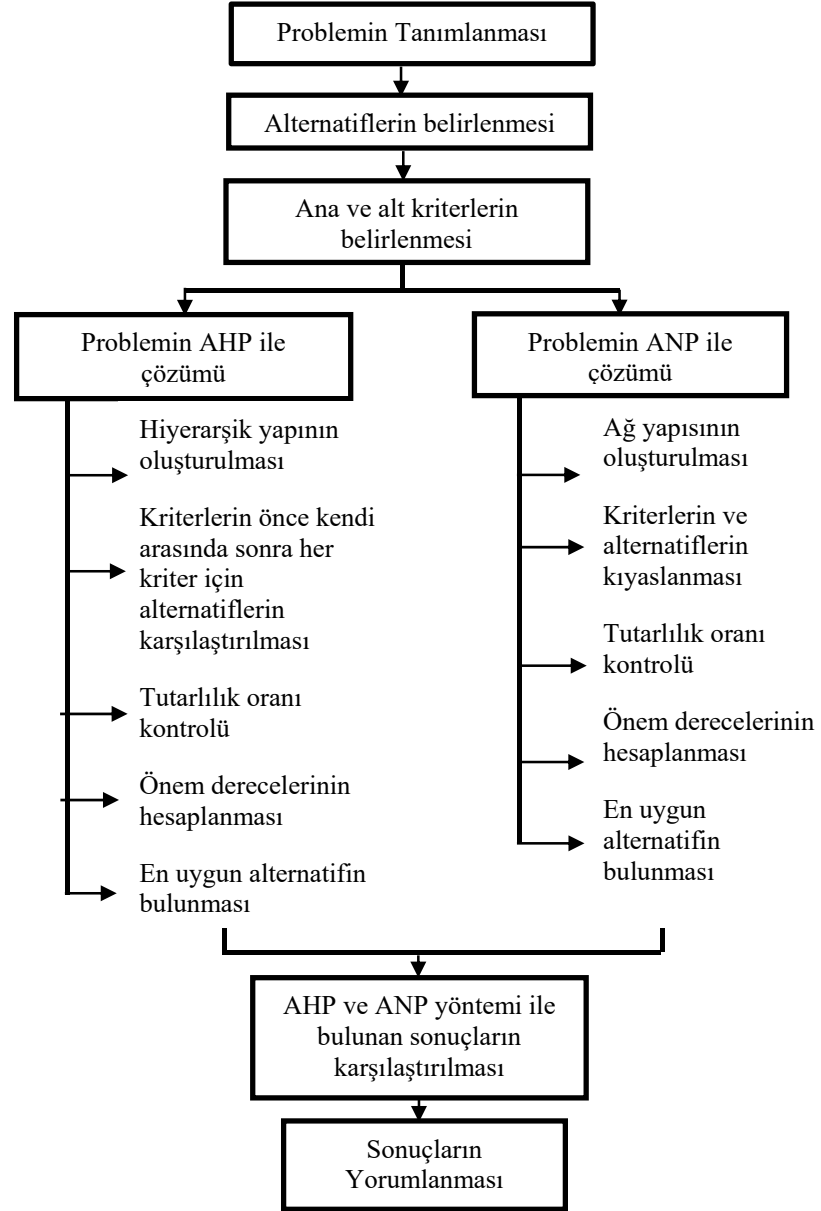 Problemin Tanımlanması
Alternatiflerin belirlenmesi
Ana ve alt kriterlerin
belirlenmesi
Problemin AHP ile
çözümü
Hiyerarşik yapının
oluşturulması
Kriterlerin önce kendi
arasında sonra her
kriter için
alternatiflerin
karşılaştırılması
Tutarlılık oranı
kontrolü
Önem derecelerinin
hesaplanması
En uygun alternatifin
bulunması
Problemin ANP ile
çözümü
Ağ yapısının
oluşturulması
Kriterlerin ve
alternatiflerin
kıyaslanması
Tutarlılık oranı
kontrolü
Önem derecelerinin
hesaplanması
En uygun
alternatifin
bulunması
AHP ve ANP yöntemi ile
bulunan sonuçların
karşılaştırılması
Sonuçların
Yorumlanması